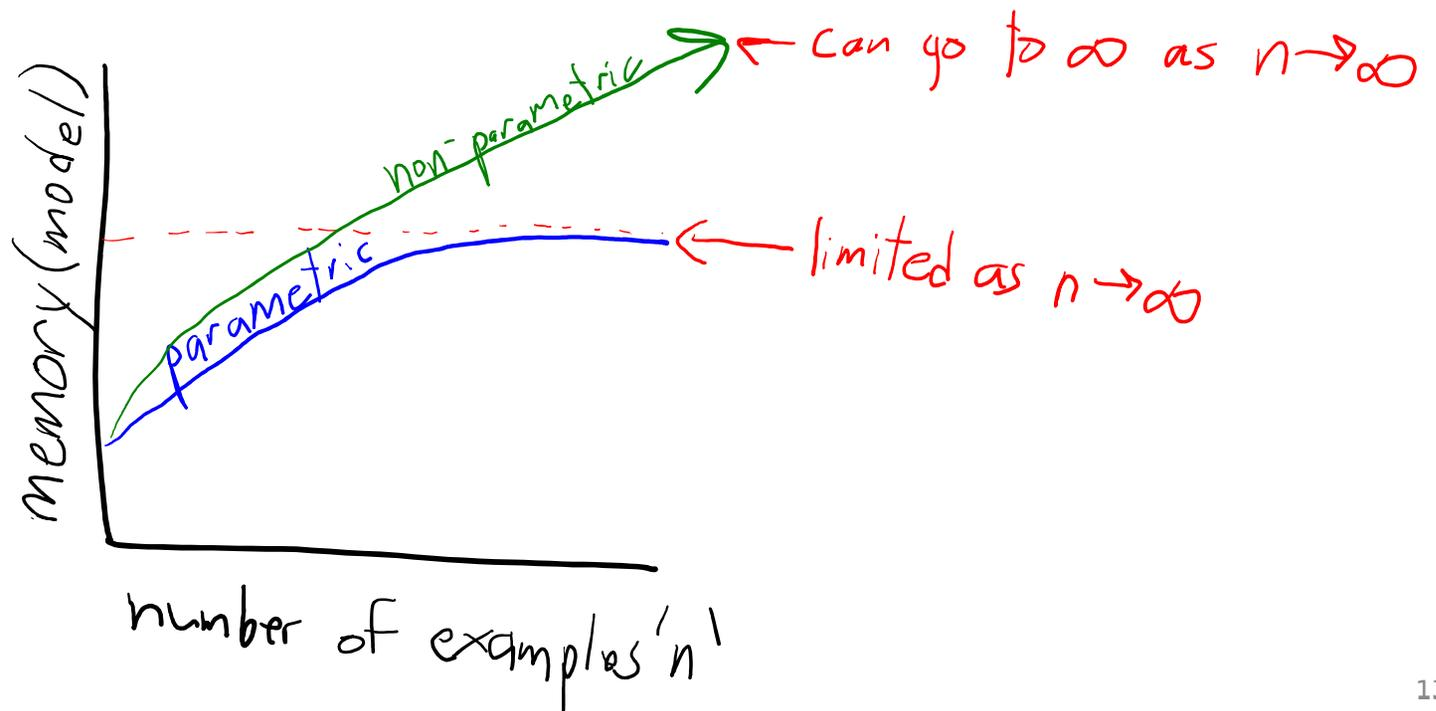 can go to ∞ as n→∞
non-parametric
parametric
limited as n→∞
memory(model)
number of examples 'n'